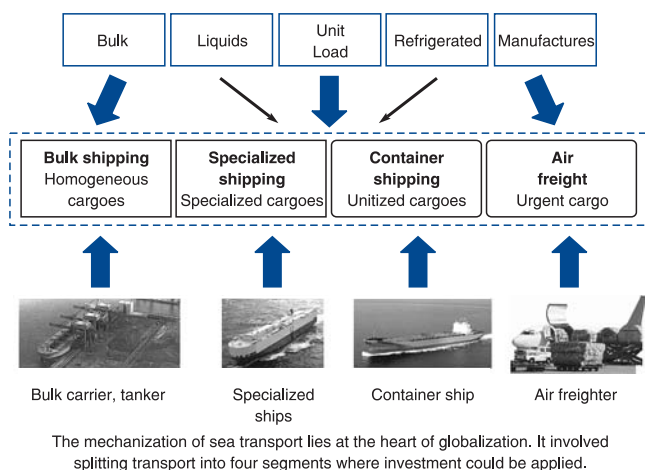 Bulk
Liquids
Unit
Load
Refrigerated
Manufactures
Bulk shipping
Homogeneous
cargoes
Specialized
shipping
Specialized cargoes
Container
shipping
Unitized cargoes
Air
freight
Urgent cargo
Bulk carrier, tanker
Specialized
ships
Container ship
Air freighter
The mechanization of sea transport lies at the heart of globalization. It involved
splitting transport into four segments where investment could be applied.